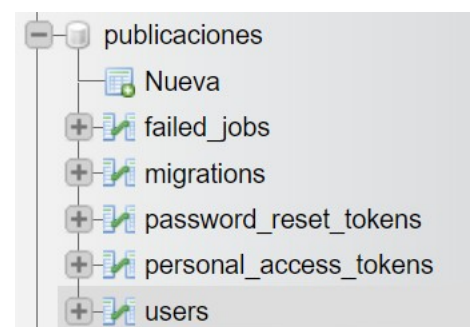 publicaciones
Nueva
failed_jobs
migrations
password_reset_tokens
personal_access_tokens
users